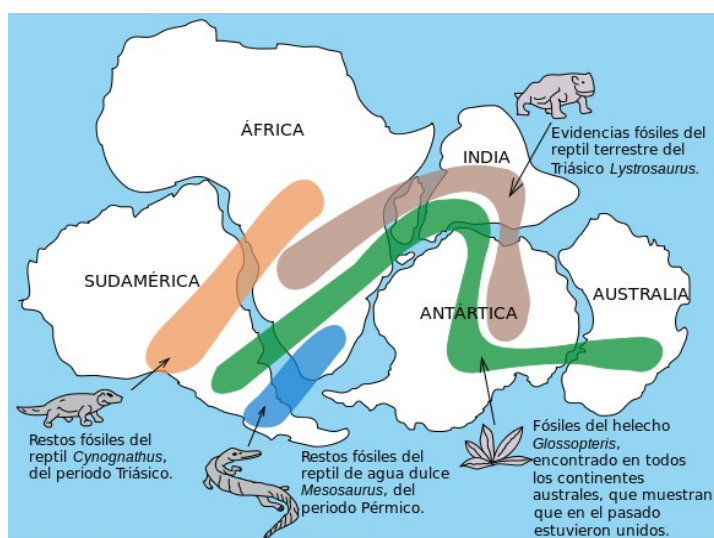 ÁFRICA
INDIA
Evidencias fósiles del
reptil terrestre del
Triásico Lystrosaurus.
SUDAMÉRICA
ANTÁRTICA
AUSTRALIA
Restos fósiles del
reptil Cynognathus,
del periodo Triásico.
Restos fósiles del
reptil de agua dulce
Mesosaurus, del
periodo Pérmico.
Fósiles del helecho
Glossopteris,
encontrado en todos
los continentes
australes, que muestran
que en el pasado
estuvieron unidos.